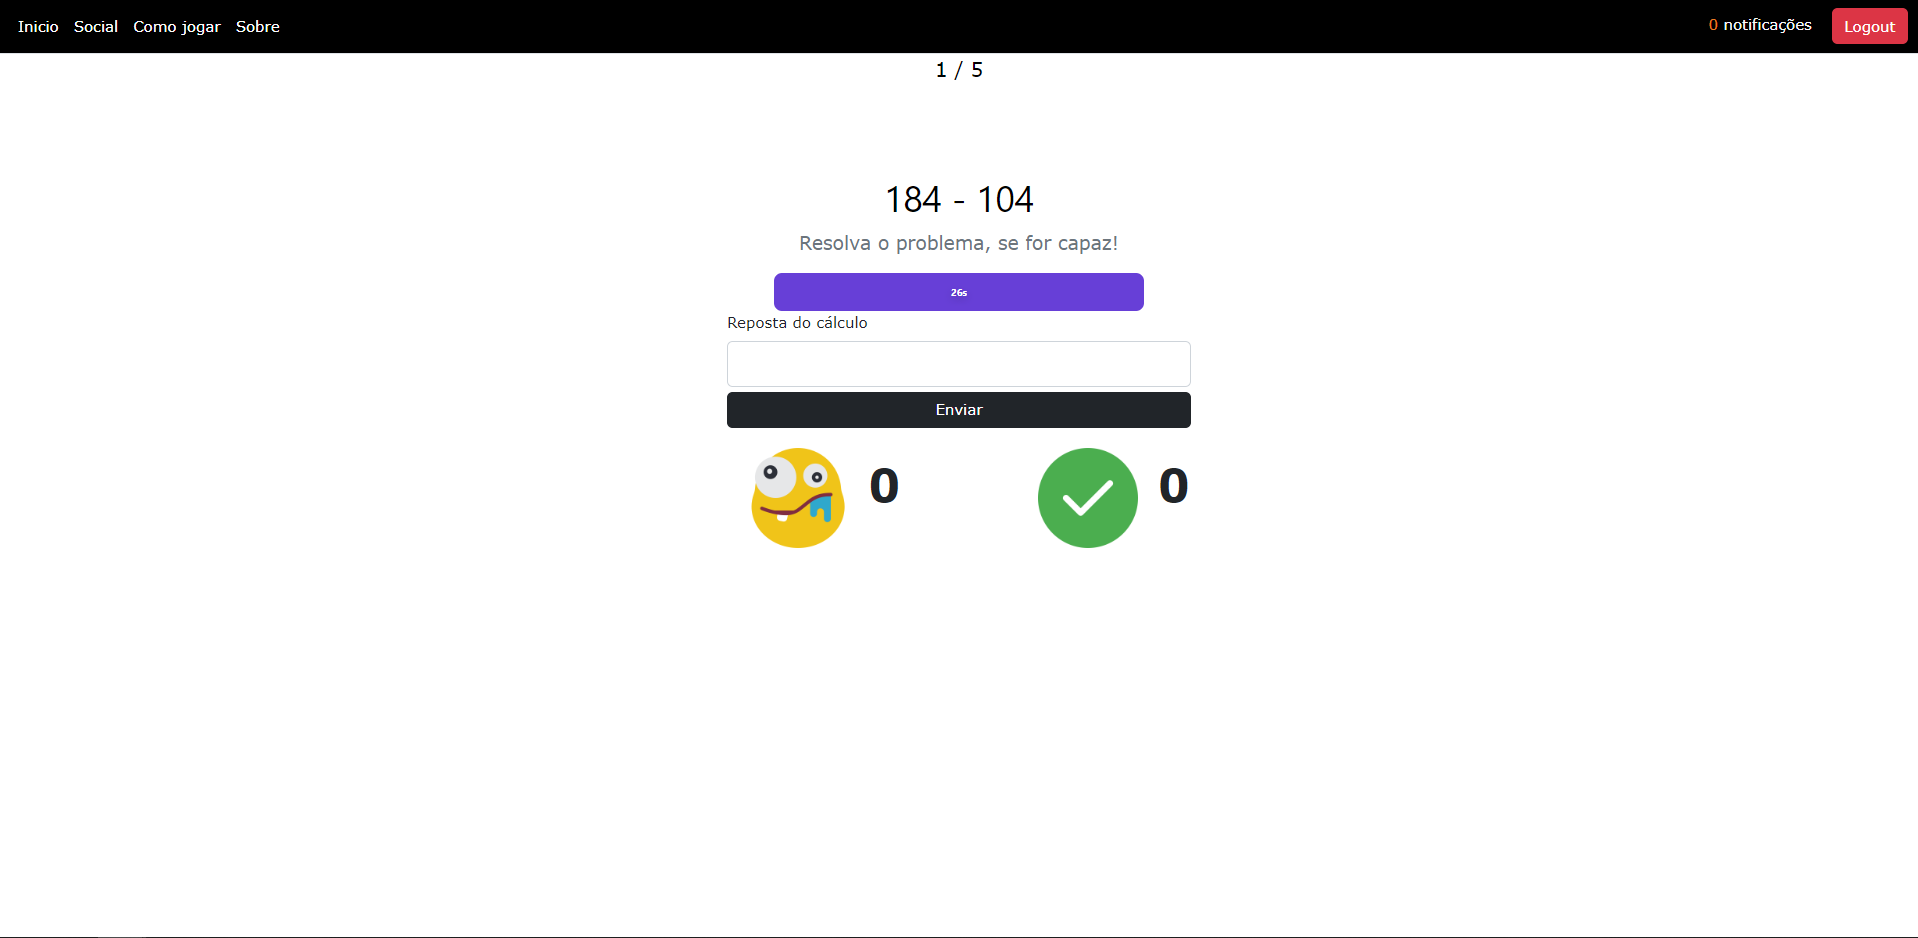 Inicio Social Como jogar Sobre 0 notificações Logout
1 / 5
184 - 104
Resolva o problema, se for capaz!
26s
Reposta do cálculo
Enviar
0 0